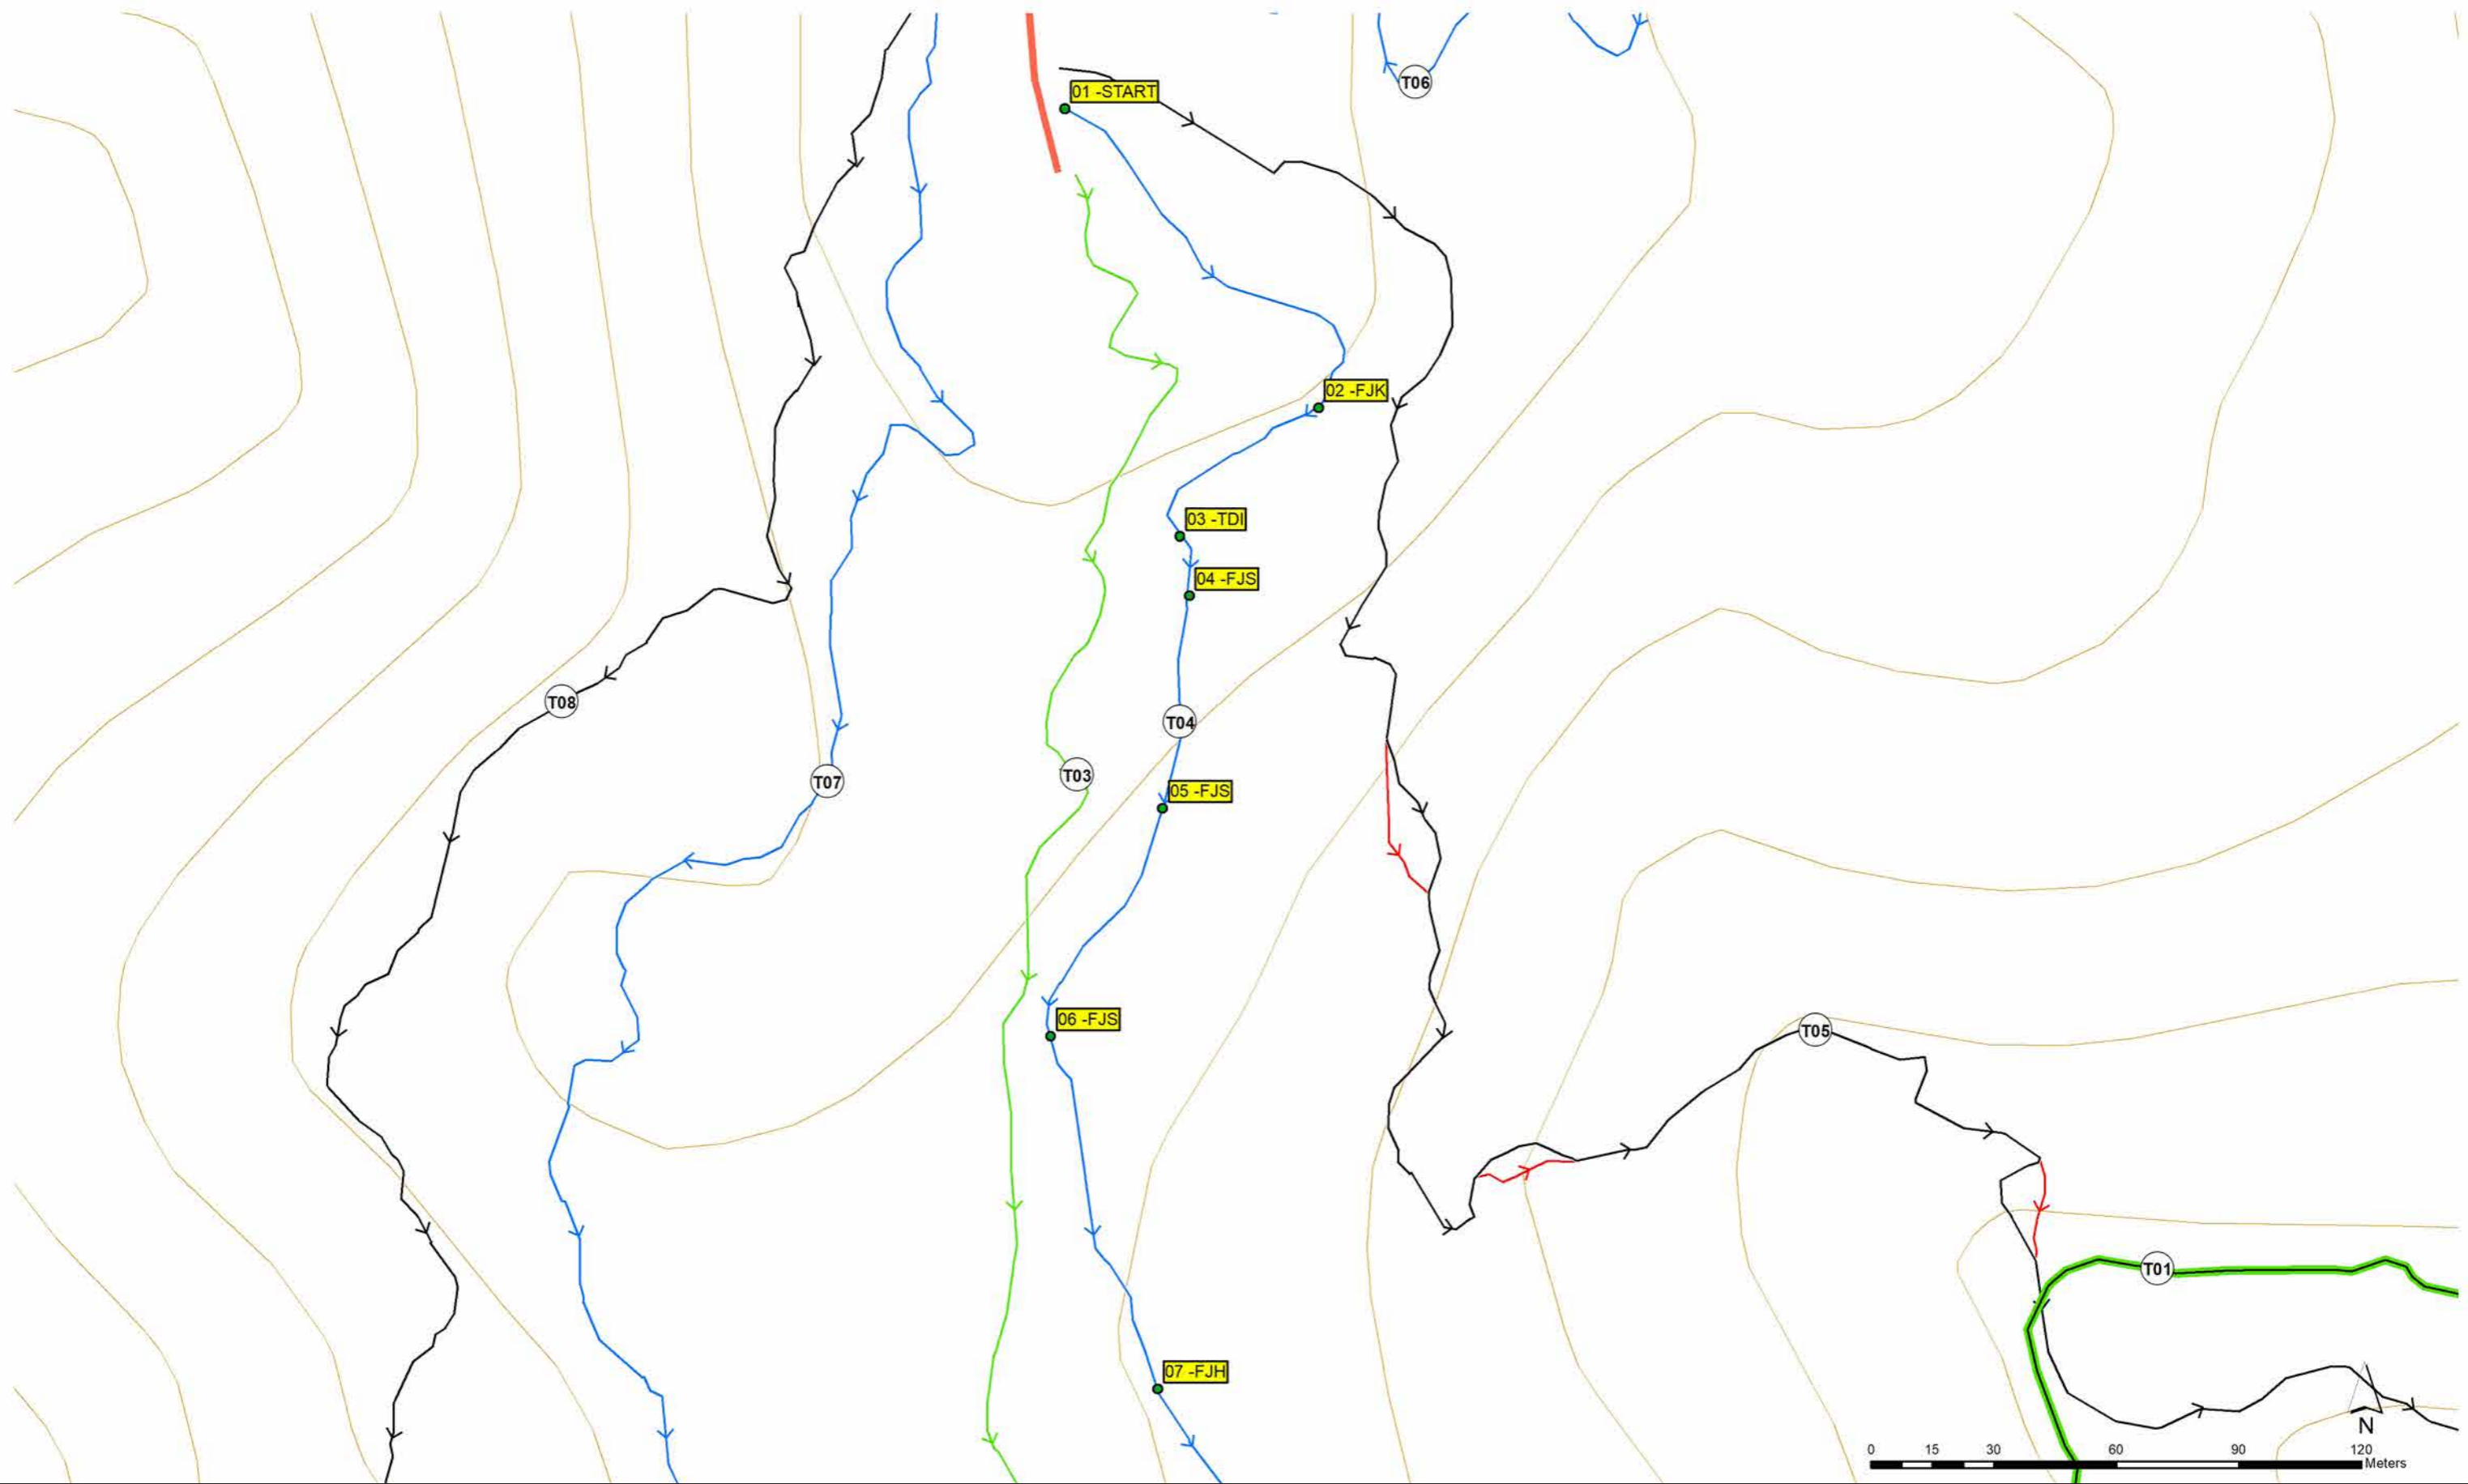 T06
01 -START
02 -FJK
03 -TDI
04 -FJS
T08
T04
T03
T07
05 -FJS
06 -FJS
T05
T01
07 -FJH
N
0 15 30 60 90 120
Meters